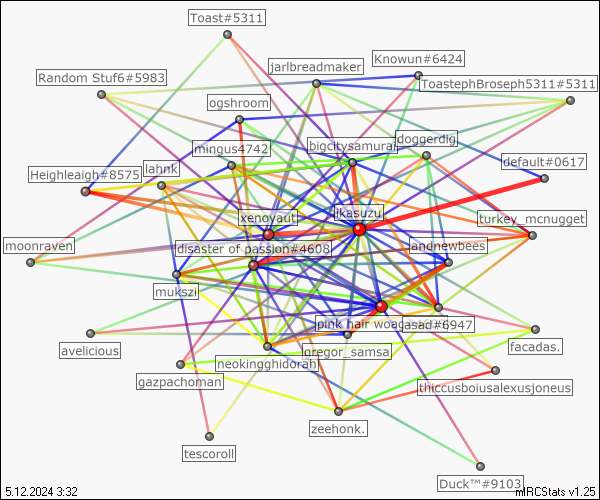 Toast#5311
Knowun#6424
jarlbreadmaker
Random Stuf6#5983
ToastephBroseph5311#5311
ogshroom
doggerdig
bigcitysamurai
mingus4742
default#0617
lahnk
Heighleaigh#8575
ikasuzu
xenoyaut
turkey_mcnugget
moonraven
disaster of passion#4608
andnewbees
mukszi
pink hair woe
asad#6947
avelicious
gregor_samsa
facadas.
neokingghidorah
gazpachoman
thiccusboiusalexusjoneus
zeehonk.
tescoroll
Duck™#9103
5.12.2024 3:32
mIRCStats v1.25